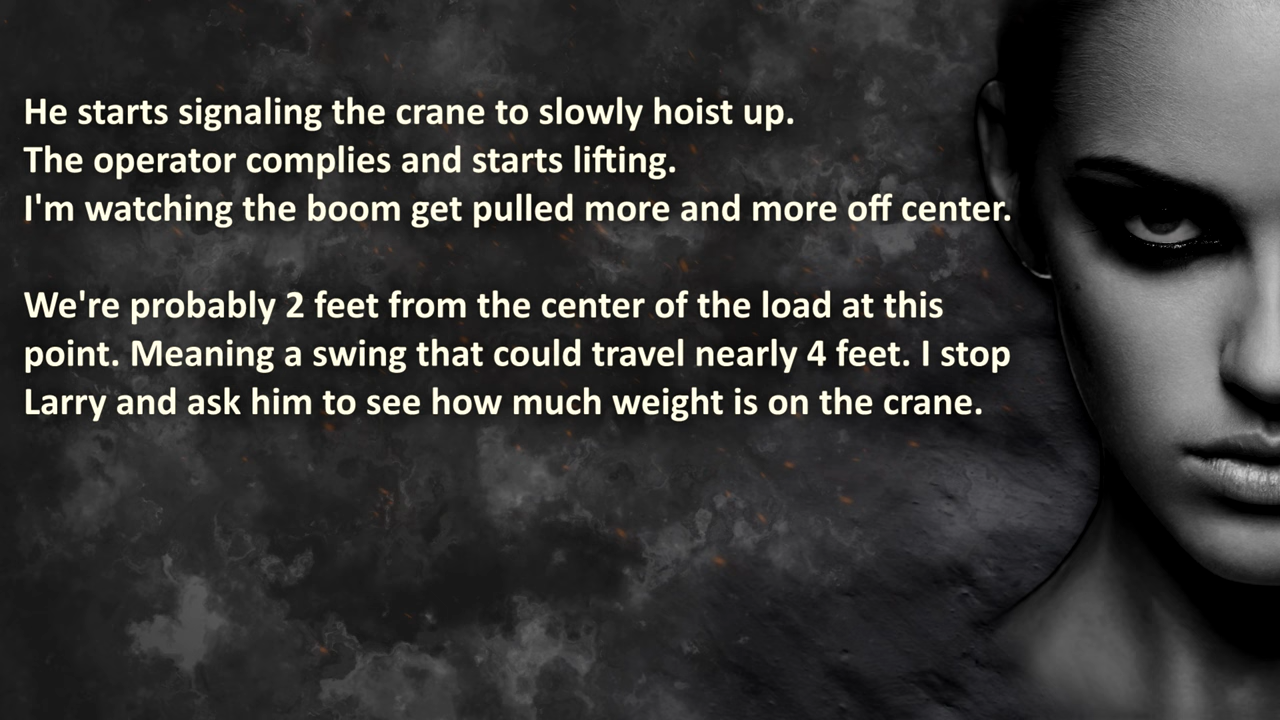 He starts signaling the crane to slowly hoist up.
The operator complies and starts lifting.
I'm watching the boom get pulled more and more off center.
We're probably 2 feet from the center of the load at this
point. Meaning a swing that could travel nearly 4 feet. I stop
Larry and ask him to see how much weight is on the crane.